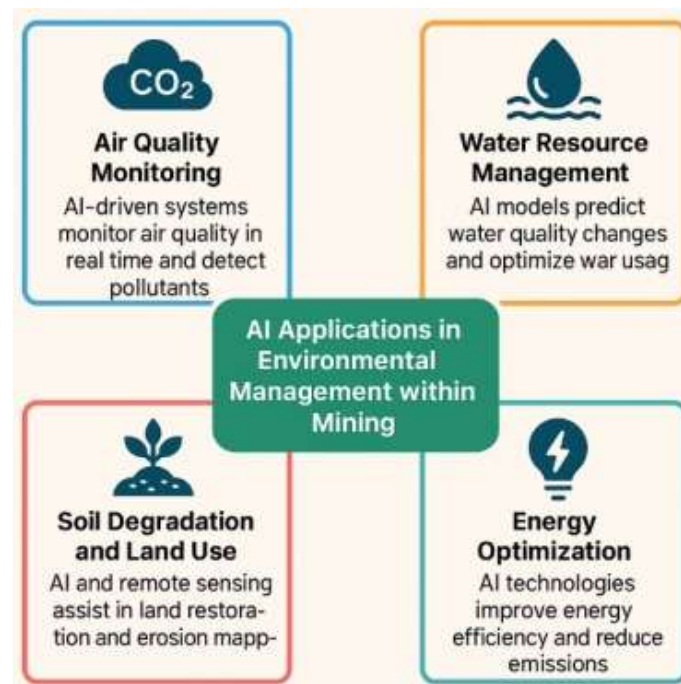 CO₂
Air Quality
Monitoring
AI-driven systems
monitor air quality in
real time and detect
pollutants
Water Resource
Management
AI models predict
water quality changes
and optimize war usag
AI Applications in
Environmental
Management within
Mining
Soil Degradation
and Land Use
AI and remote sensing
assist in land restora-
tion and erosion mapp-
Energy
Optimization
AI technologies
improve energy
efficiency and reduce
emissions